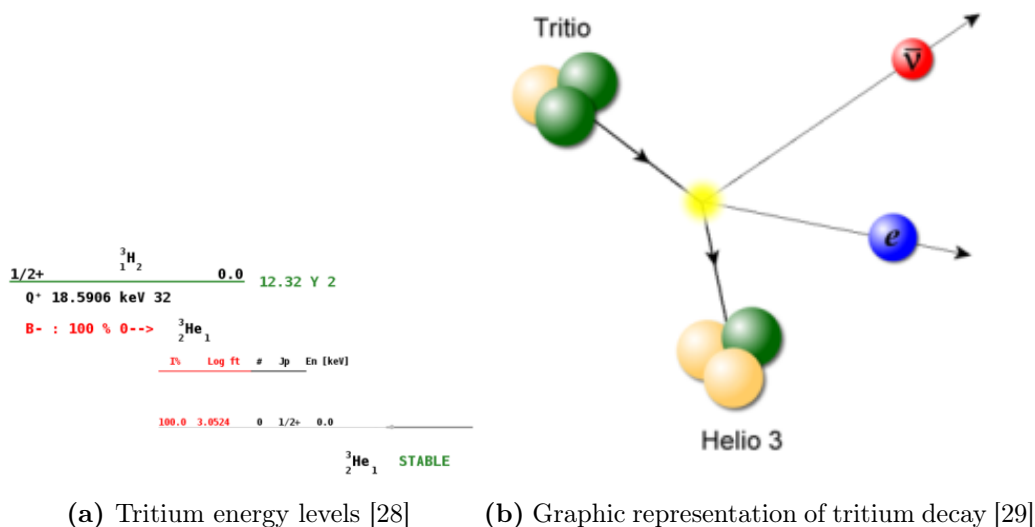 Tritio
ν̄
e
Helio 3
³₁H₂
1/2+ 0.0 12.32 Y 2
Q⁺ 18.5906 keV 32
B- : 100 % 0--> ³₂He₁
I% Log ft # Jp En [keV]
100.0 3.0524 0 1/2+ 0.0
³₂He₁ STABLE
(a) Tritium energy levels [28]
(b) Graphic representation of tritium decay [29]